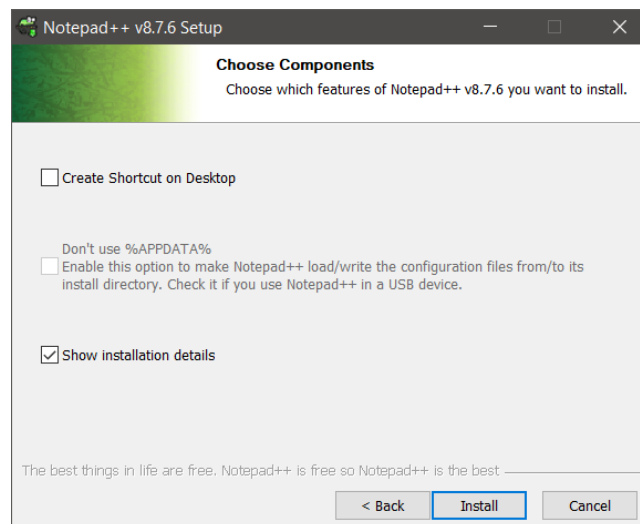 Notepad++ v8.7.6 Setup
Choose Components
Choose which features of Notepad++ v8.7.6 you want to install.
Create Shortcut on Desktop
Don't use %APPDATA%
Enable this option to make Notepad++ load/write the configuration files from/to its
install directory. Check it if you use Notepad++ in a USB device.
Show installation details
The best things in life are free. Notepad++ is free so Notepad++ is the best
< Back Install Cancel